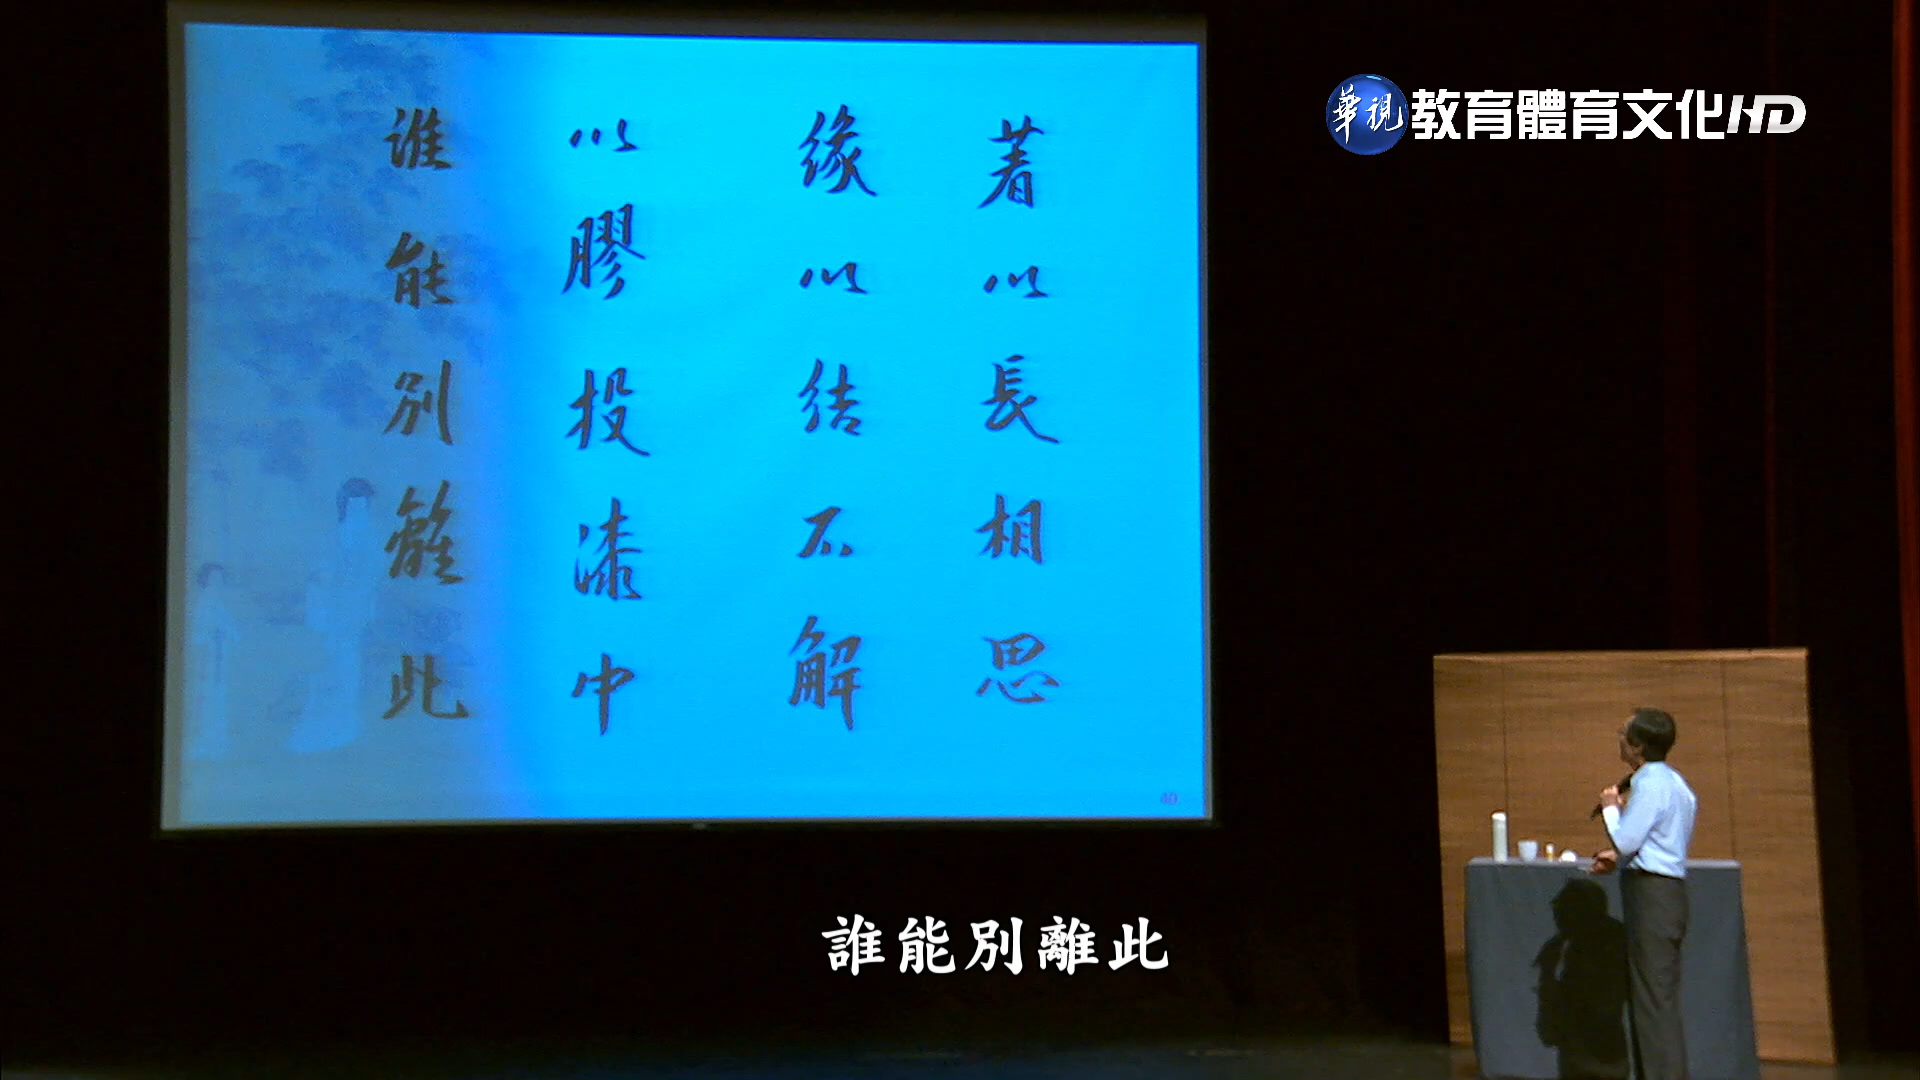 著以長相思
緣以結不解
以膠投漆中
誰能別離此
40
華視 教育體育文化HD
誰能別離此